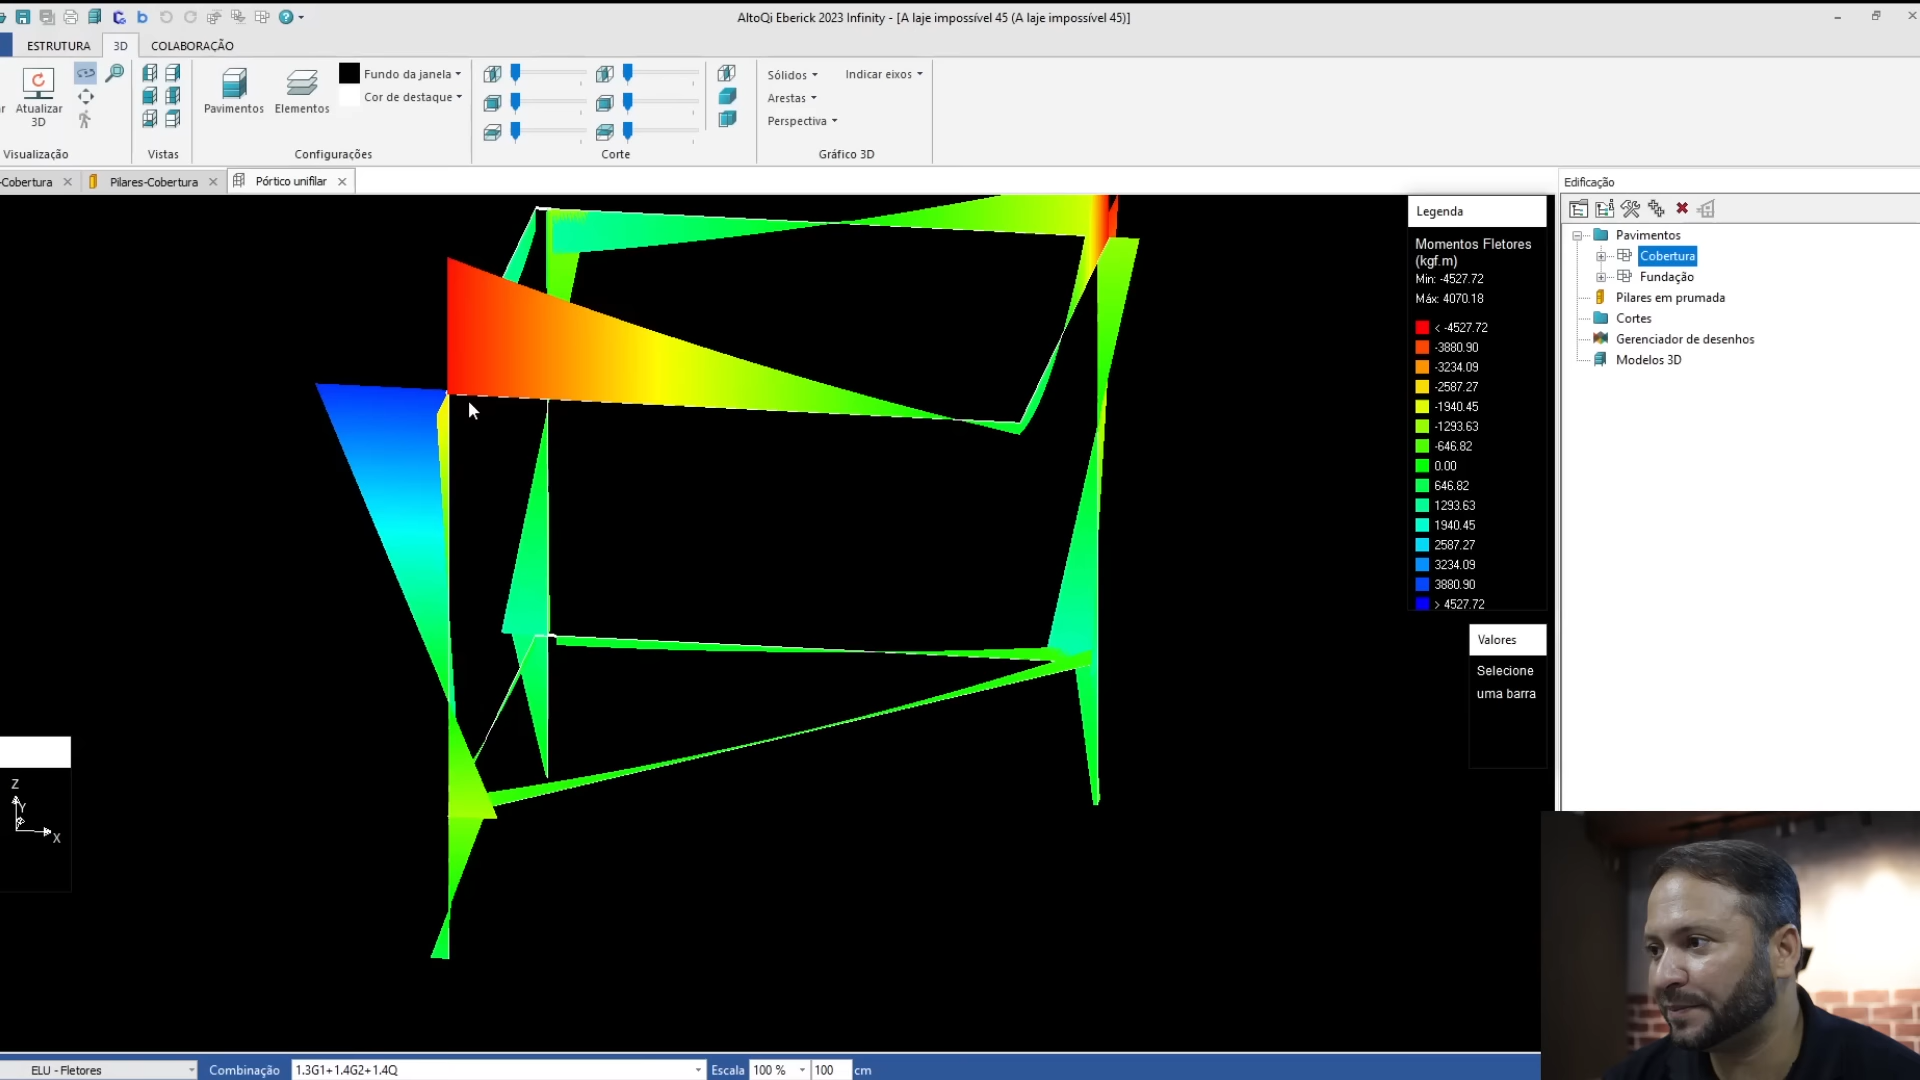 AltoQi Eberick 2023 Infinity - [A laje impossível 45 (A laje impossível 45)]
ESTRUTURA
3D
COLABORAÇÃO
Atualizar
3D
Pavimentos
Elementos
Fundo da janela
Cor de destaque
Sólidos
Arestas
Perspectiva
Indicar eixos
Visualização
Vistas
Configurações
Corte
Gráfico 3D
-Cobertura
Pilares-Cobertura
Pórtico unifilar
Legenda
Momentos Fletores
(kgf.m)
Min: -4527.72
Máx: 4070.18
< -4527.72
-3880.90
-3234.09
-2587.27
-1940.45
-1293.63
-646.82
0.00
646.82
1293.63
1940.45
2587.27
3234.09
3880.90
> 4527.72
Valores
Selecione
uma barra
Edificação
Pavimentos
Cobertura
Fundação
Pilares em prumada
Cortes
Gerenciador de desenhos
Modelos 3D
Z
Y
X
ELU - Fletores
Combinação
1.3G1+1.4G2+1.4Q
Escala
100 %
100
cm